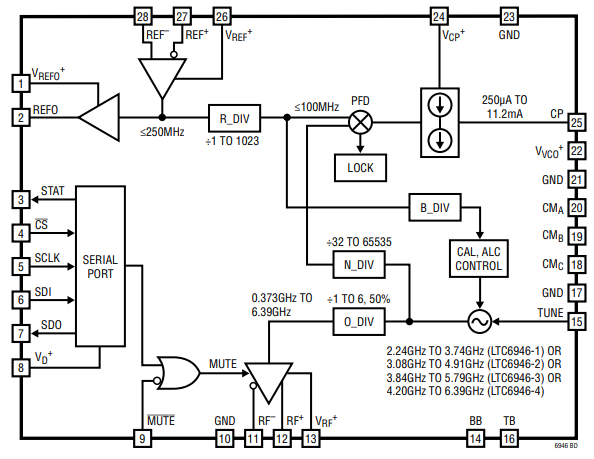 28 27 26 24 23
REF⁻ REF⁺ VREF⁺ VCP⁺ GND
1 VREFO⁺
2 REFO
≤250MHz
R_DIV
÷1 TO 1023
≤100MHz
PFD
LOCK
250µA TO
11.2mA
CP 25
VVCO⁺ 22
GND 21
CMA 20
CMB 19
CMC 18
GND 17
TUNE 15
3 STAT
4 CS
5 SCLK
6 SDI
7 SDO
8 VD⁺
SERIAL
PORT
B_DIV
÷32 TO 65535
N_DIV
CAL, ALC
CONTROL
0.373GHz TO
6.39GHz
÷1 TO 6, 50%
O_DIV
2.24GHz TO 3.74GHz (LTC6946-1) OR
3.08GHz TO 4.91GHz (LTC6946-2) OR
3.84GHz TO 5.79GHz (LTC6946-3) OR
4.20GHz TO 6.39GHz (LTC6946-4)
MUTE
MUTE GND RF⁻ RF⁺ VRF⁺ BB TB
9 10 11 12 13 14 16
6946 BD